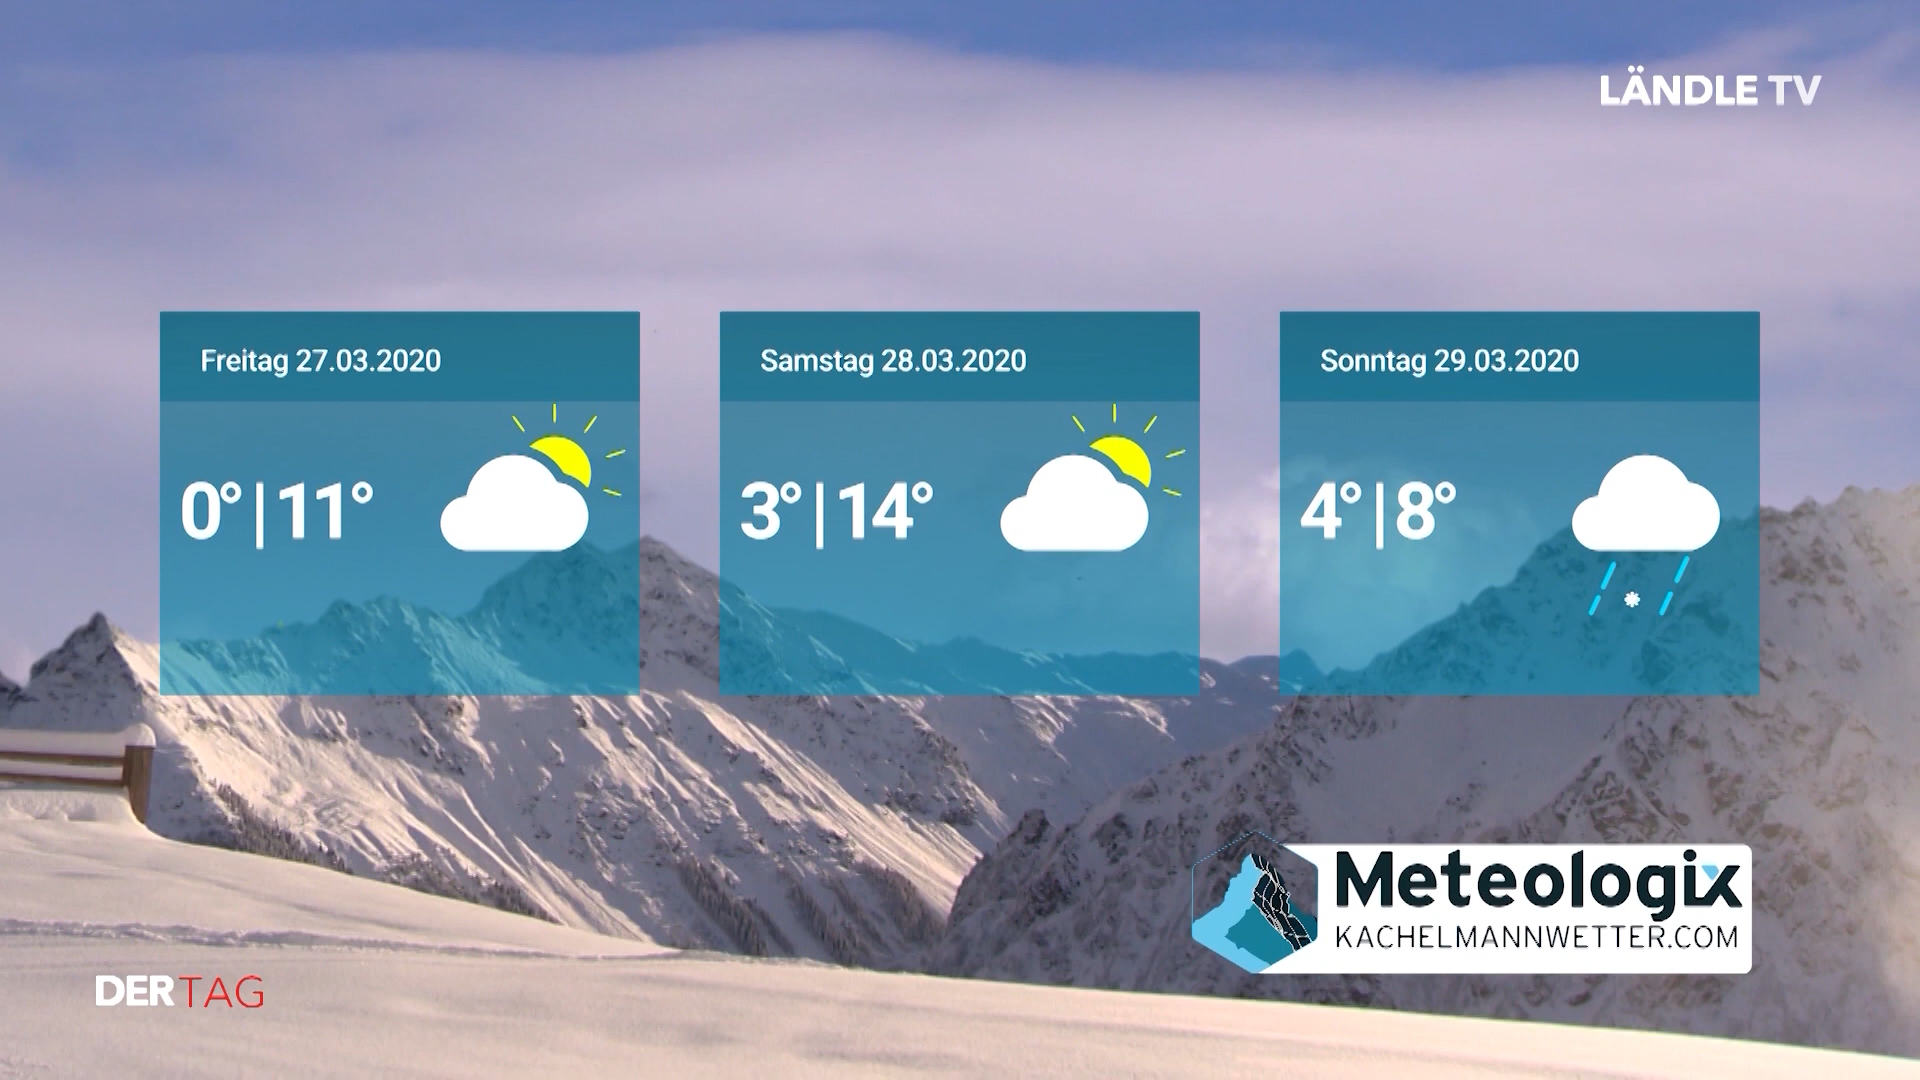 LÄNDLE TV
Freitag 27.03.2020
0°|11°
Samstag 28.03.2020
3°|14°
Sonntag 29.03.2020
4°|8°
Meteologix
KACHELMANNWETTER.COM
DER TAG